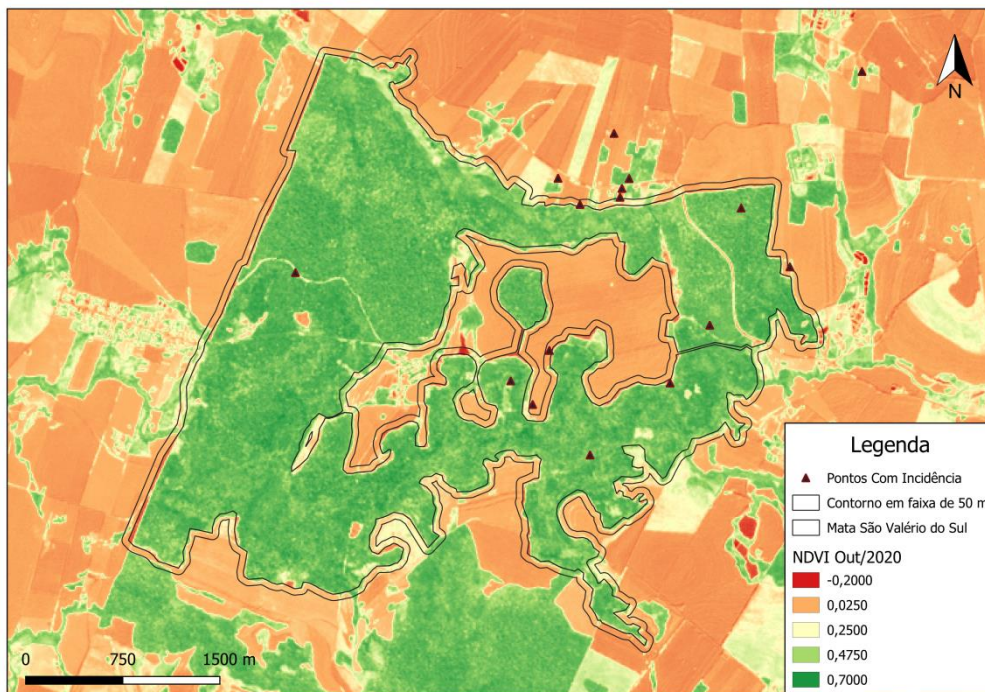 N
Legenda
Pontos Com Incidência
Contorno em faixa de 50 m
Mata São Valério do Sul
NDVI Out/2020
-0,2000
0,0250
0,2500
0,4750
0,7000
0 750 1500 m